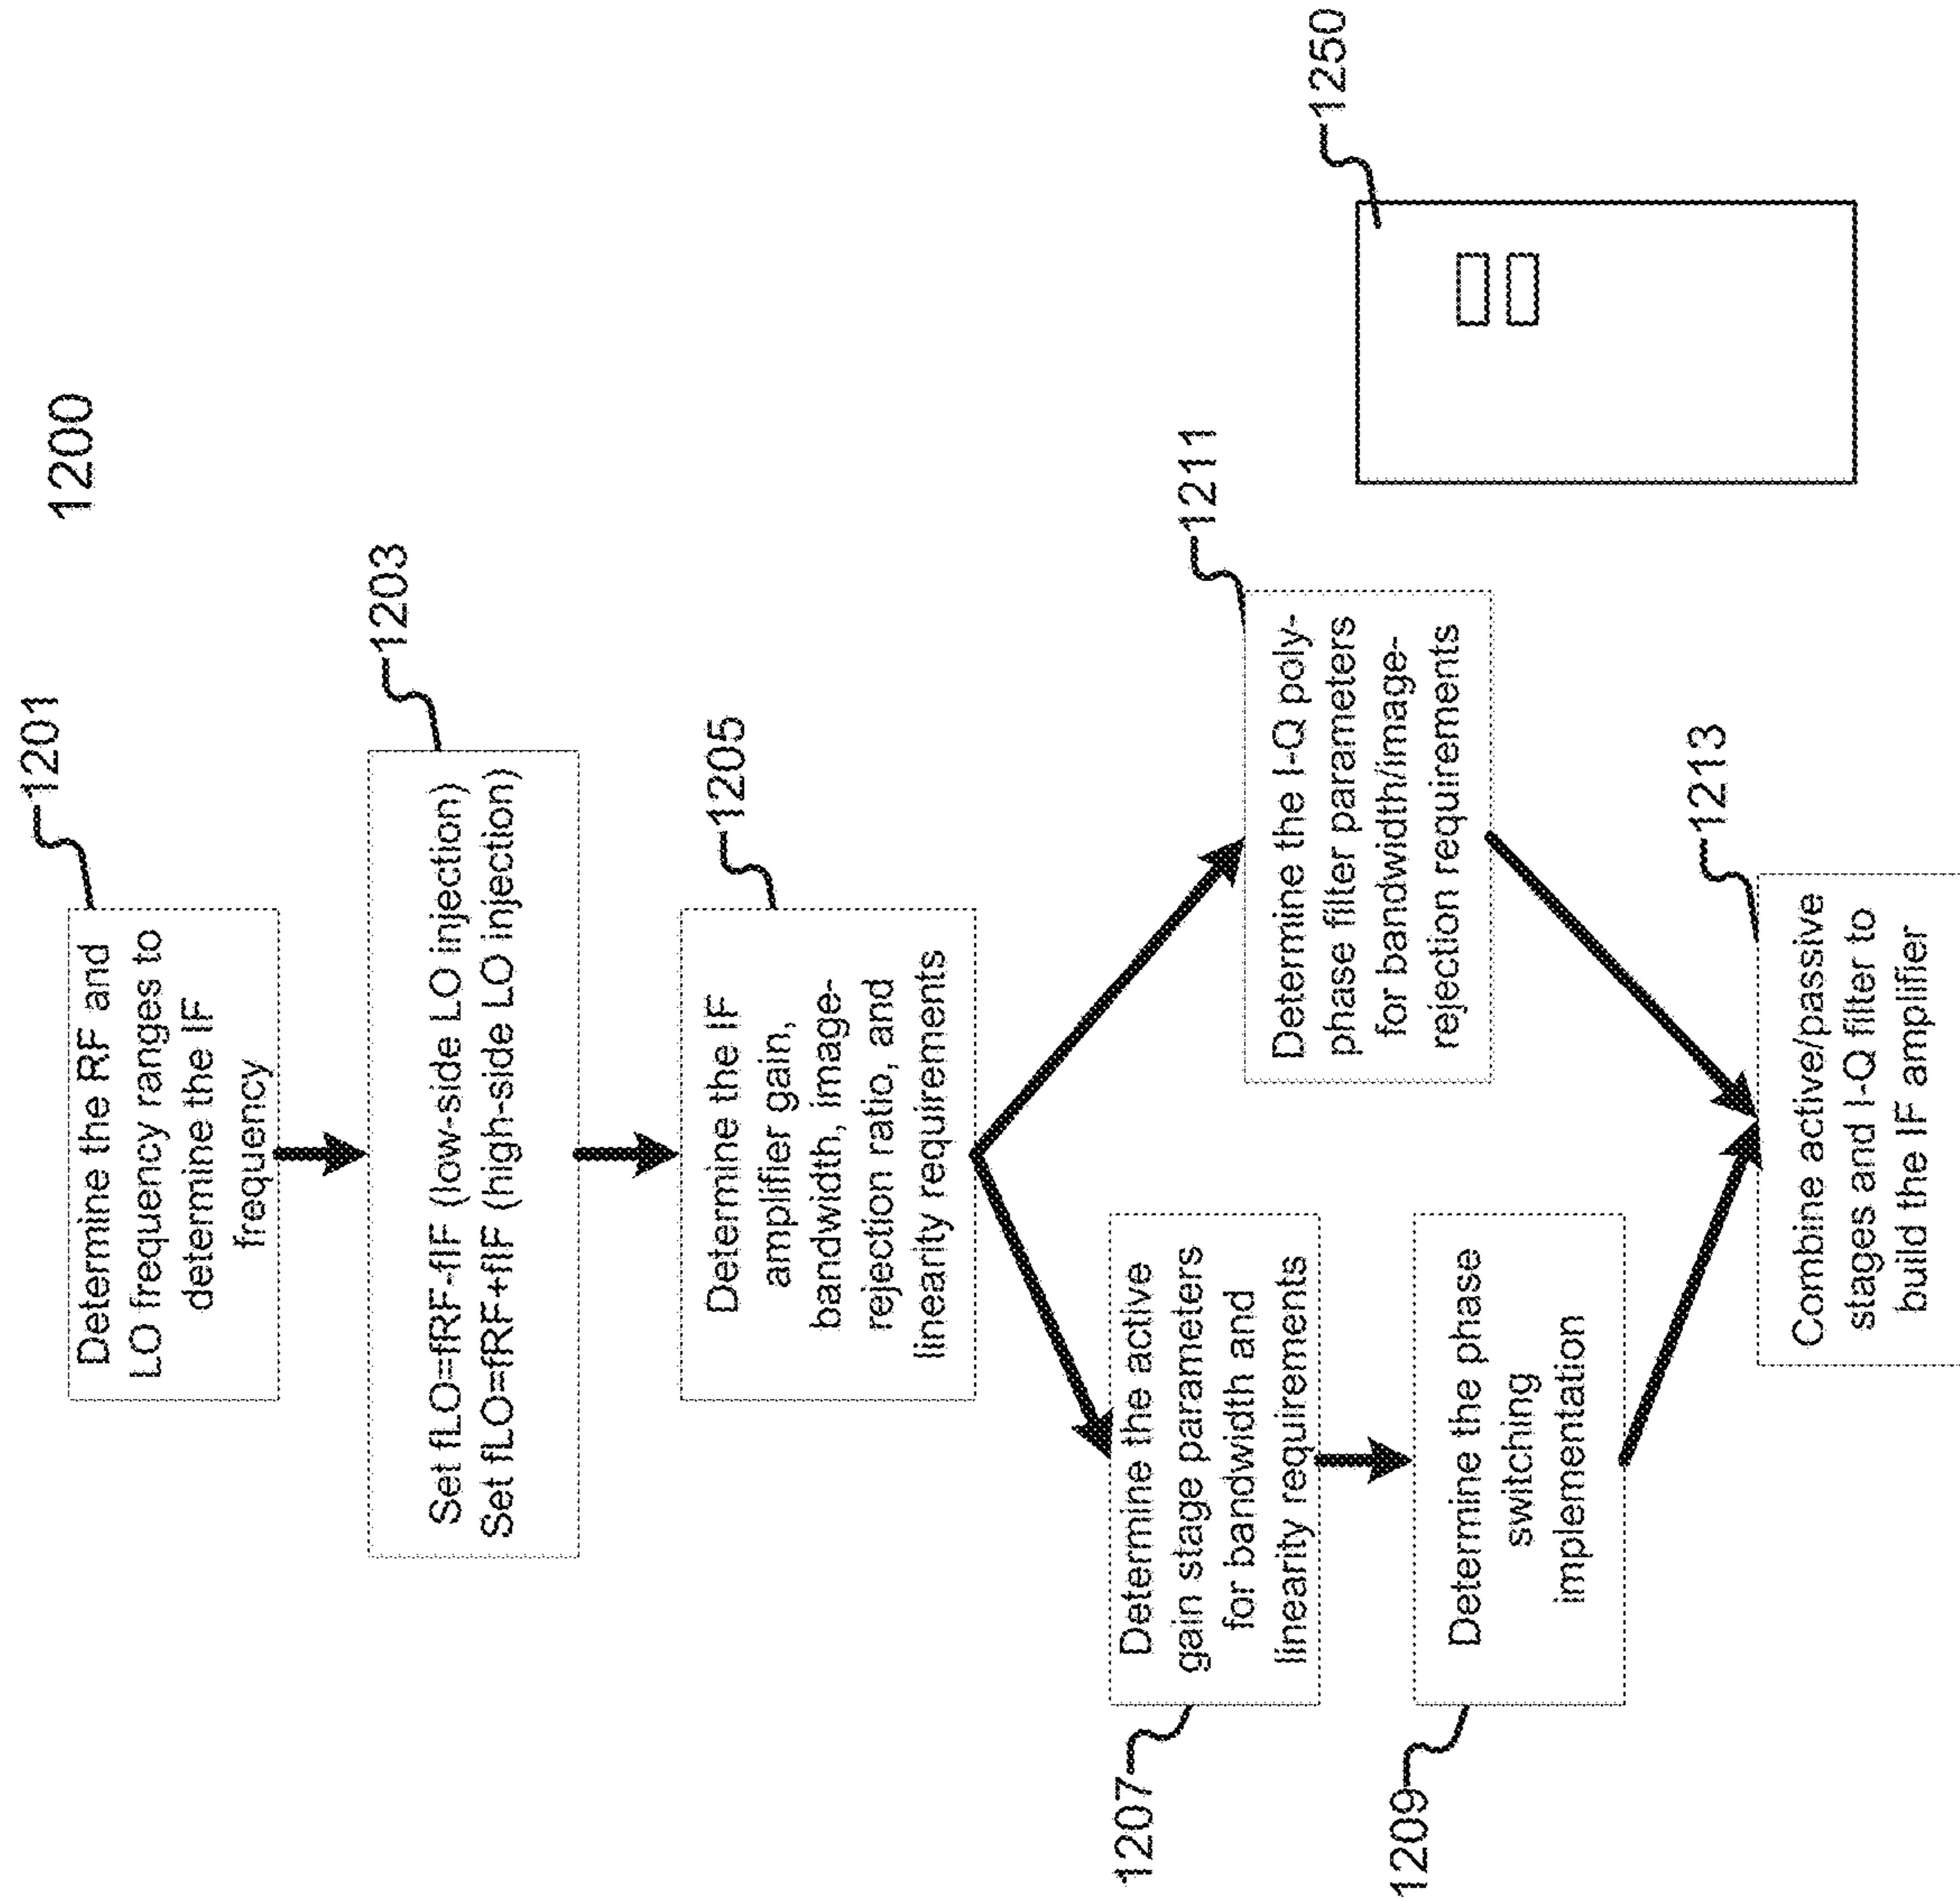 1200
1201
Determine the RF and
LO frequency ranges to
determine the IF
frequency
1203
Set fLO=fRF-fIF (low-side LO injection)
Set fLO=fRF+fIF (high-side LO injection)
1205
Determine the IF
amplifier gain,
bandwidth, image-
rejection ratio, and
linearity requirements
1207
Determine the active
gain stage parameters
for bandwidth and
linearity requirements
1209
Determine the phase
switching
implementation
1211
Determine the I-Q poly-
phase filter parameters
for bandwidth/image-
rejection requirements
1213
Combine active/passive
stages and I-Q filter to
build the IF amplifier
1250